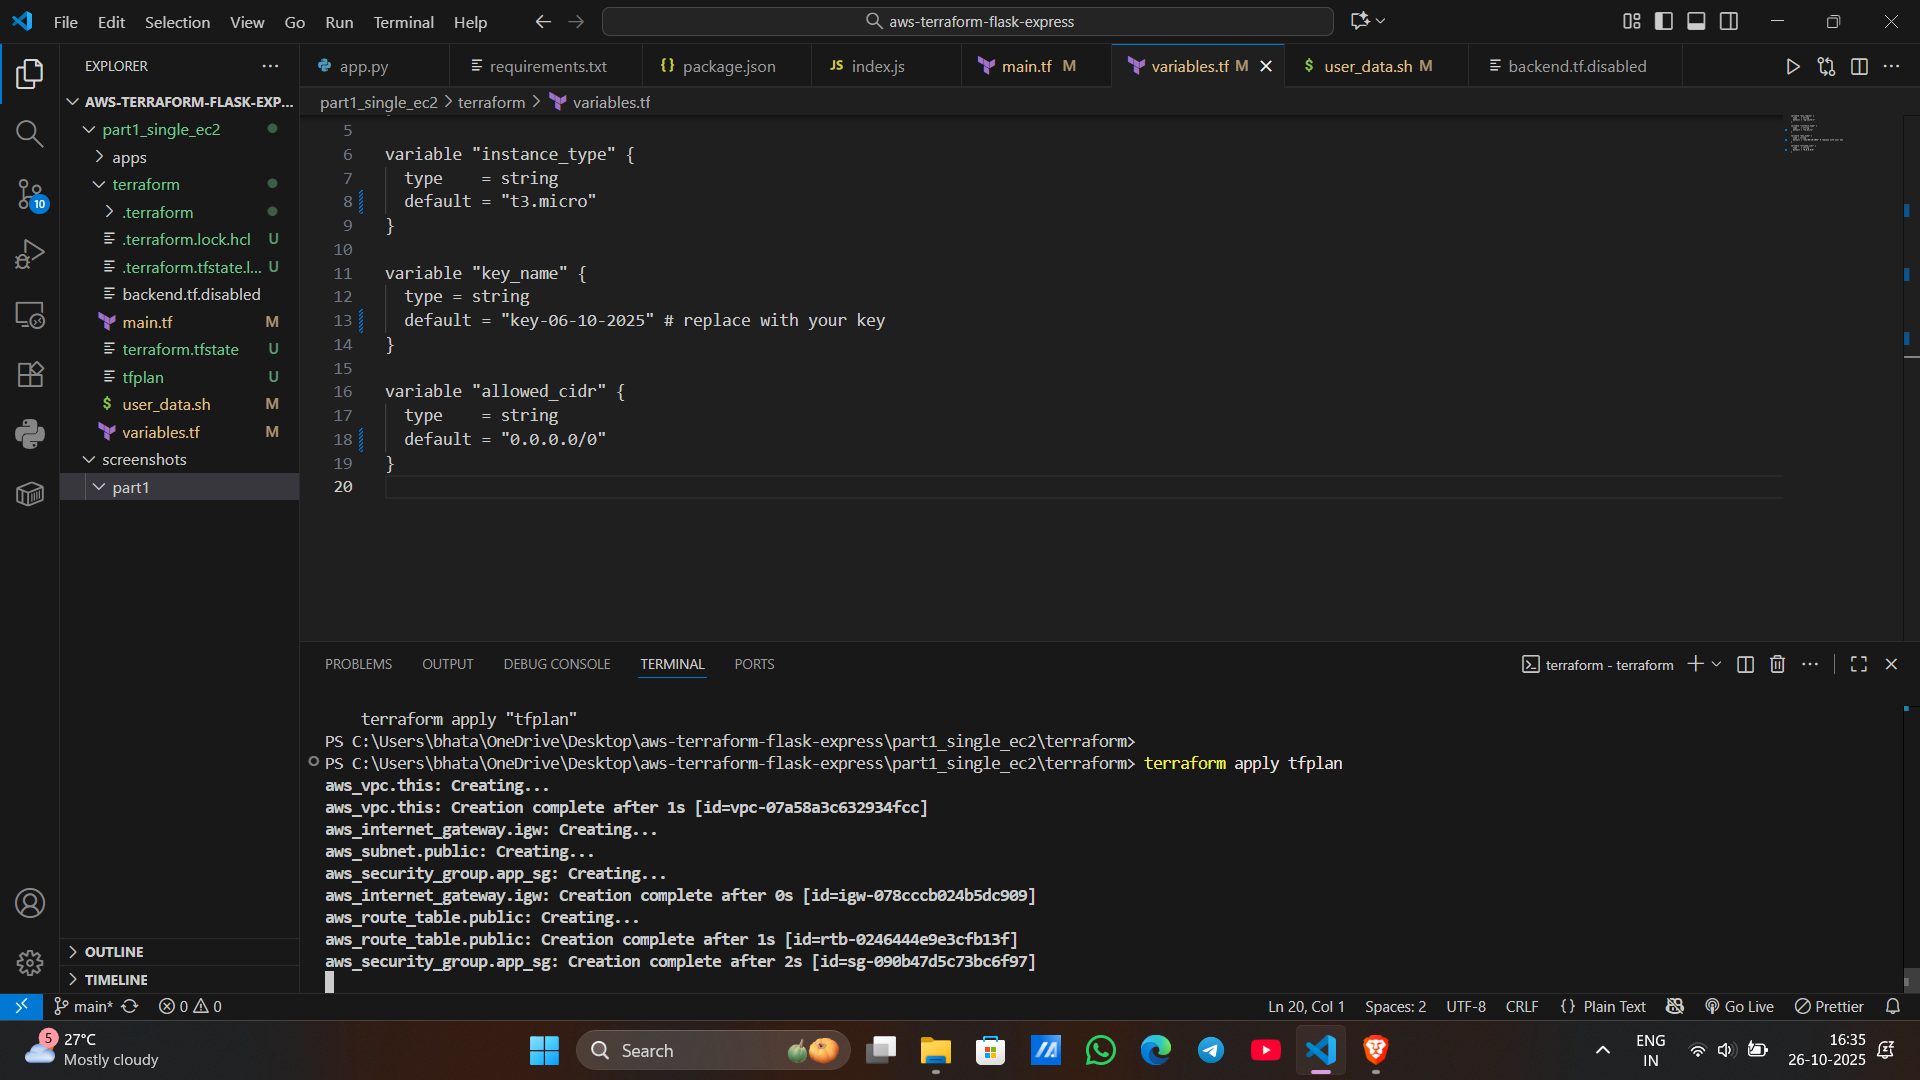 File Edit Selection View Go Run Terminal Help
aws-terraform-flask-express
EXPLORER
app.py
requirements.txt
{} package.json
JS index.js
main.tf M
variables.tf M
$ user_data.sh M
backend.tf.disabled
AWS-TERRAFORM-FLASK-EXP...
part1_single_ec2
apps
terraform
.terraform
.terraform.lock.hcl U
.terraform.tfstate.l... U
backend.tf.disabled
main.tf M
terraform.tfstate U
tfplan U
$ user_data.sh M
variables.tf M
screenshots
part1
10
OUTLINE
TIMELINE
part1_single_ec2 > terraform > variables.tf
5
6 variable "instance_type" {
7 type    = string
8 default = "t3.micro"
9 }
10
11 variable "key_name" {
12 type = string
13 default = "key-06-10-2025" # replace with your key
14 }
15
16 variable "allowed_cidr" {
17 type    = string
18 default = "0.0.0.0/0"
19 }
20
PROBLEMS OUTPUT DEBUG CONSOLE TERMINAL PORTS
terraform - terraform
terraform apply "tfplan"
PS C:\Users\bhata\OneDrive\Desktop\aws-terraform-flask-express\part1_single_ec2\terraform>
PS C:\Users\bhata\OneDrive\Desktop\aws-terraform-flask-express\part1_single_ec2\terraform> terraform apply tfplan
aws_vpc.this: Creating...
aws_vpc.this: Creation complete after 1s [id=vpc-07a58a3c632934fcc]
aws_internet_gateway.igw: Creating...
aws_subnet.public: Creating...
aws_security_group.app_sg: Creating...
aws_internet_gateway.igw: Creation complete after 0s [id=igw-078cccb024b5dc909]
aws_route_table.public: Creating...
aws_route_table.public: Creation complete after 1s [id=rtb-0246444e9e3cfb13f]
aws_security_group.app_sg: Creation complete after 2s [id=sg-090b47d5c73bc6f97]
main* 0 0
Ln 20, Col 1 Spaces: 2 UTF-8 CRLF {} Plain Text Go Live Prettier
5
27°C
Mostly cloudy
Search
ENG
IN
16:35
26-10-2025